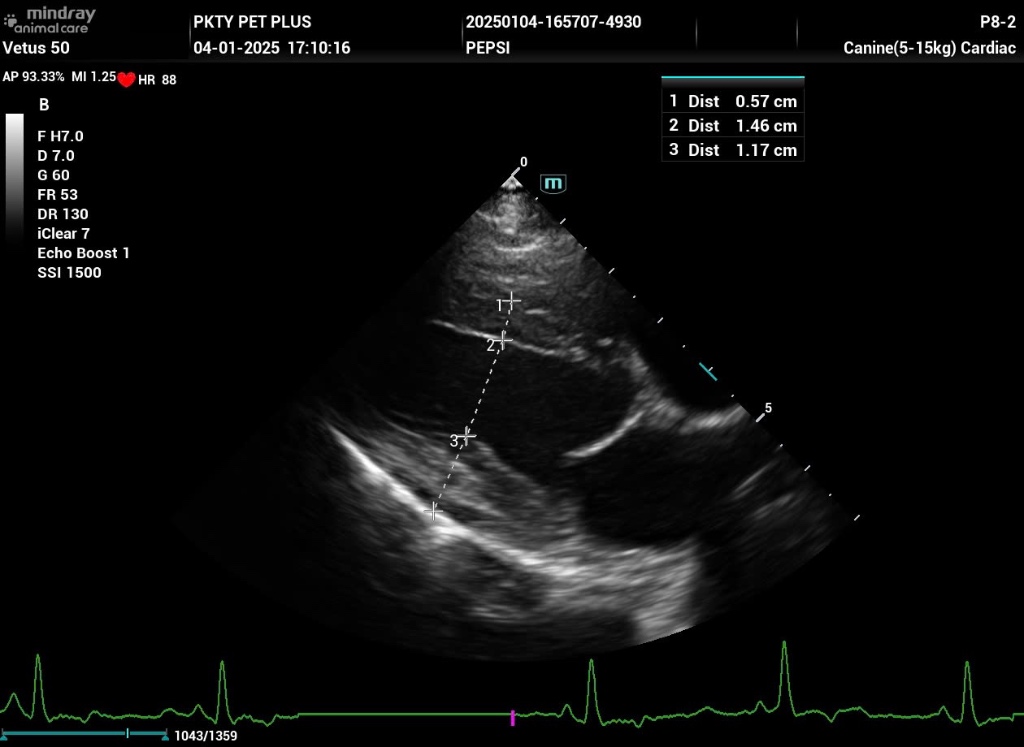 mindray
animal care
PKTY PET PLUS
20250104-165707-4930
P8-2
Vetus 50
04-01-2025 17:10:16
PEPSI
Canine(5-15kg) Cardiac
AP 93.33% MI 1.25 HR 88
B
F H7.0
D 7.0
G 60
FR 53
DR 130
iClear 7
Echo Boost 1
SSI 1500
1 Dist 0.57 cm
2 Dist 1.46 cm
3 Dist 1.17 cm
0
m
1
2
5
3
1043/1359